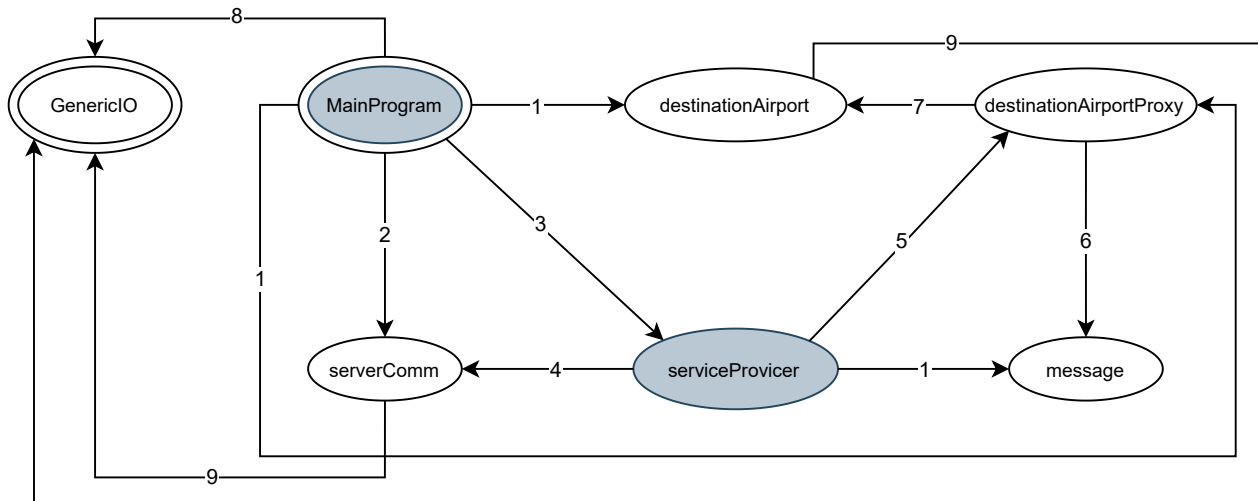 8
9
GenericIO
MainProgram
1
destinationAirport
7
destinationAirportProxy
2
3
5
6
1
serverComm
4
serviceProvicer
1
message
9